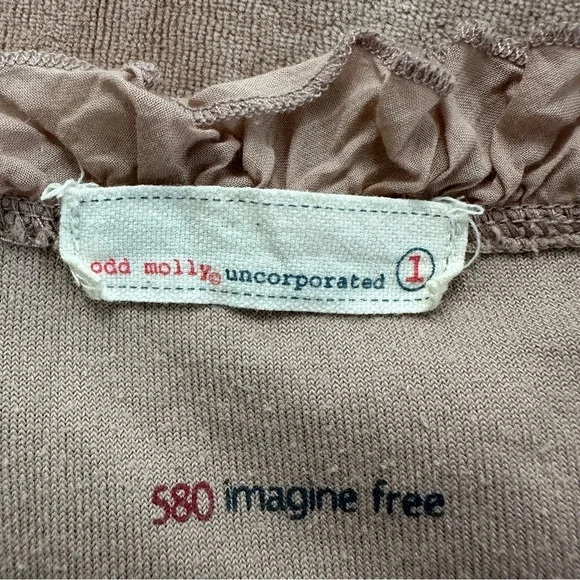 odd molly© uncorporated 1
580 imagine free